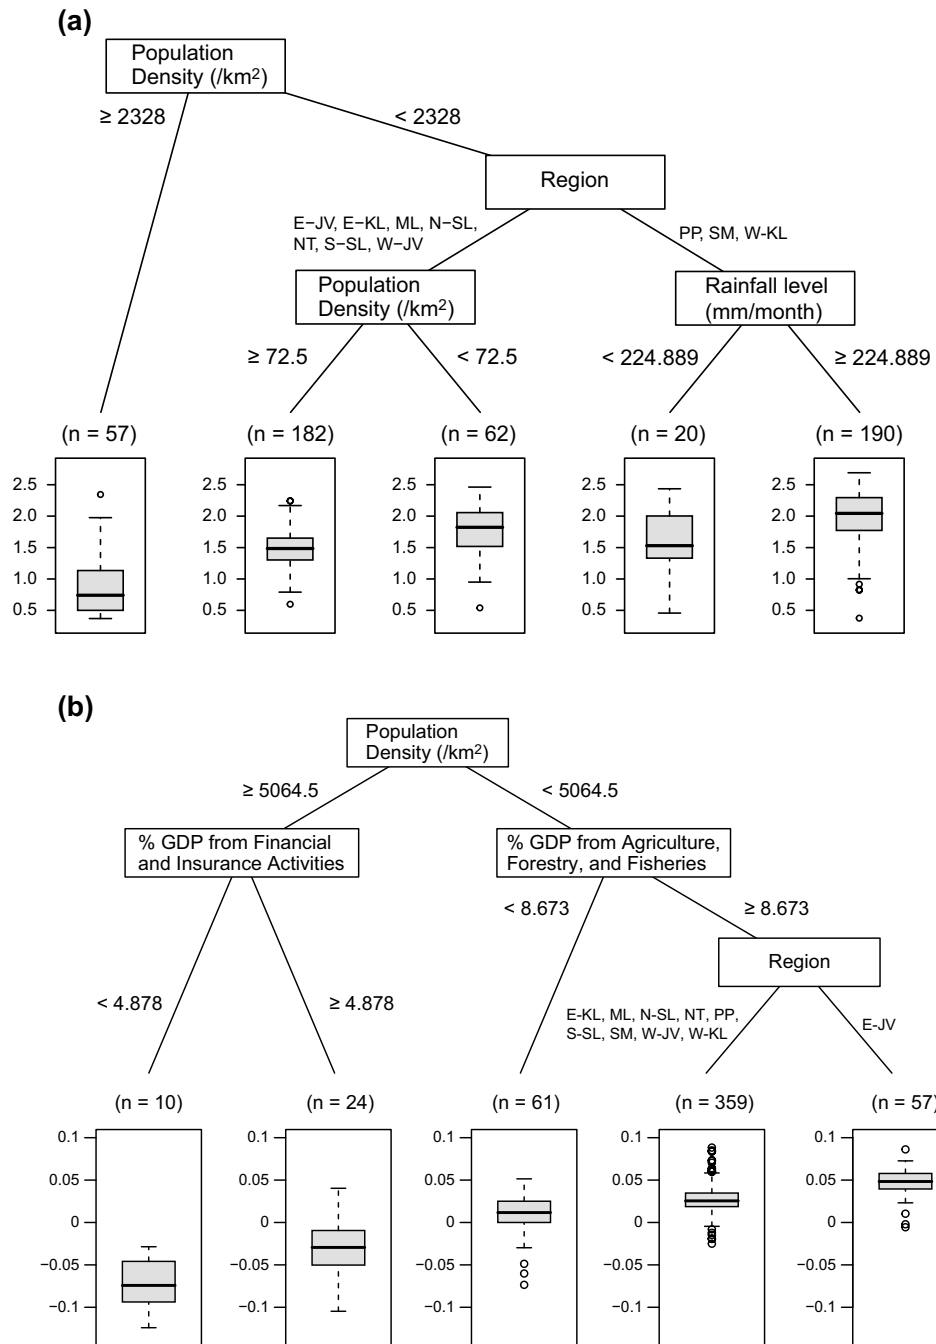 (a)
Population
Density (/km²)
≥ 2328
< 2328
Region
E−JV, E−KL, ML, N−SL,
NT, S−SL, W−JV
PP, SM, W-KL
Population
Density (/km²)
Rainfall level
(mm/month)
≥ 72.5
< 72.5
< 224.889
≥ 224.889
(n = 57)
(n = 182)
(n = 62)
(n = 20)
(n = 190)
2.5 2.5 2.5 2.5 2.5
2.0 2.0 2.0 2.0 2.0
1.5 1.5 1.5 1.5 1.5
1.0 1.0 1.0 1.0 1.0
0.5 0.5 0.5 0.5 0.5
(b)
Population
Density (/km²)
≥ 5064.5
< 5064.5
% GDP from Financial
and Insurance Activities
% GDP from Agriculture,
Forestry, and Fisheries
< 8.673
≥ 8.673
Region
< 4.878
≥ 4.878
E-KL, ML, N-SL, NT, PP,
S-SL, SM, W-JV, W-KL
E-JV
(n = 10)
(n = 24)
(n = 61)
(n = 359)
(n = 57)
0.1 0.1 0.1 0.1 0.1
0.05 0.05 0.05 0.05 0.05
0 0 0 0 0
−0.05 −0.05 −0.05 −0.05 −0.05
−0.1 −0.1 −0.1 −0.1 −0.1